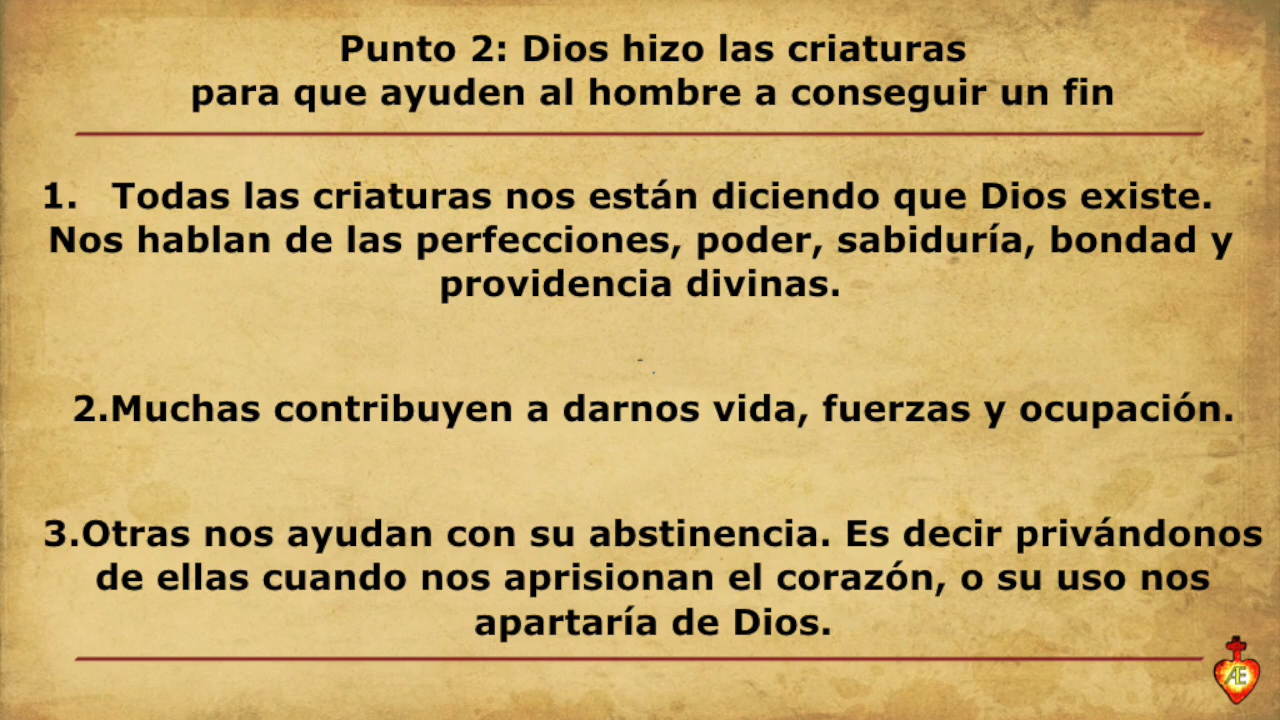 Punto 2: Dios hizo las criaturas
para que ayuden al hombre a conseguir un fin
1. Todas las criaturas nos están diciendo que Dios existe.
Nos hablan de las perfecciones, poder, sabiduría, bondad y
providencia divinas.
2.Muchas contribuyen a darnos vida, fuerzas y ocupación.
3.Otras nos ayudan con su abstinencia. Es decir privándonos
de ellas cuando nos aprisionan el corazón, o su uso nos
apartaría de Dios.
Æ